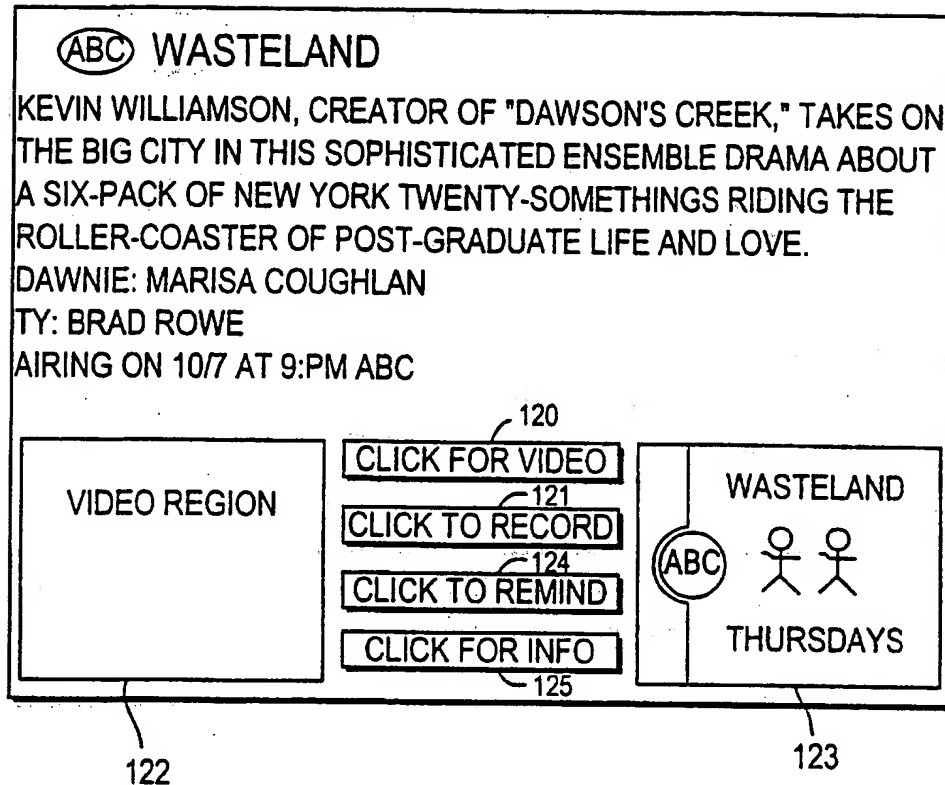 ABC WASTELAND
KEVIN WILLIAMSON, CREATOR OF "DAWSON'S CREEK," TAKES ON
THE BIG CITY IN THIS SOPHISTICATED ENSEMBLE DRAMA ABOUT
A SIX-PACK OF NEW YORK TWENTY-SOMETHINGS RIDING THE
ROLLER-COASTER OF POST-GRADUATE LIFE AND LOVE.
DAWNIE: MARISA COUGHLAN
TY: BRAD ROWE
AIRING ON 10/7 AT 9:PM ABC
VIDEO REGION
120
CLICK FOR VIDEO
121
CLICK TO RECORD
124
CLICK TO REMIND
CLICK FOR INFO
125
WASTELAND
ABC
THURSDAYS
122
123